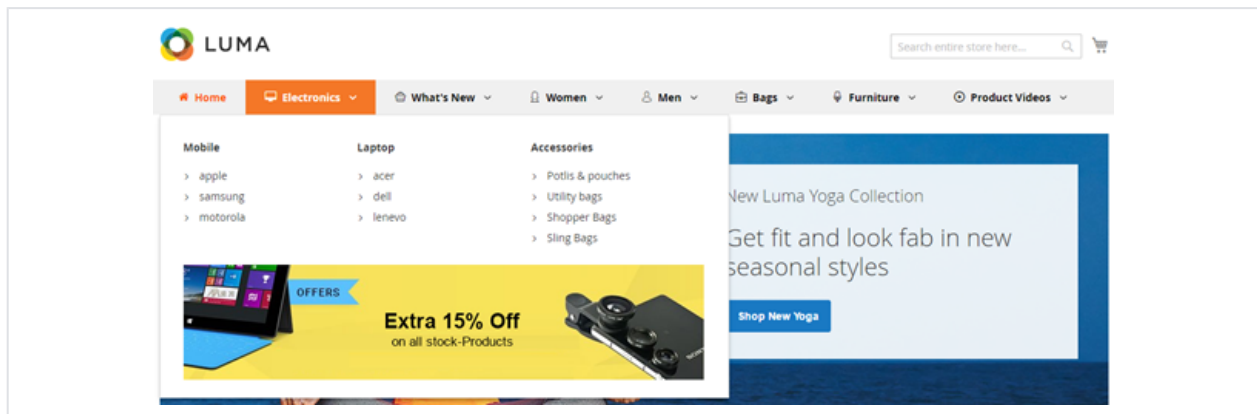 LUMA
Search entire store here...
Home Electronics What's New Women Men Bags Furniture Product Videos
Mobile Laptop Accessories
apple acer Potlis & pouches
samsung dell Utility bags
motorola lenevo Shopper Bags
Sling Bags
OFFERS
Extra 15% Off
on all stock-Products
SONY
New Luma Yoga Collection
Get fit and look fab in new
seasonal styles
Shop New Yoga